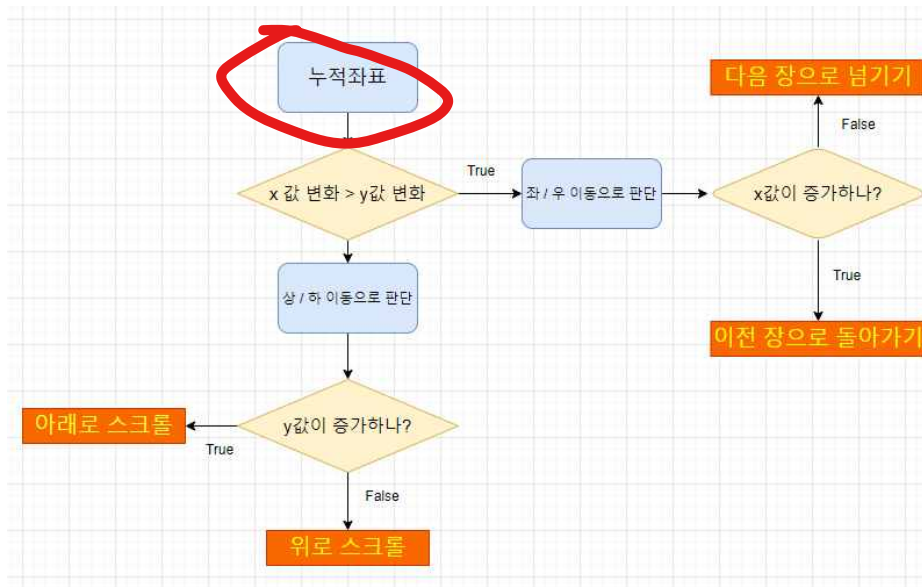 누적좌표
다음 장으로 넘기기
False
x 값 변화 > y값 변화
True
좌 / 우 이동으로 판단
x값이 증가하나?
True
상 / 하 이동으로 판단
이전 장으로 돌아가기
아래로 스크롤
True
y값이 증가하나?
False
위로 스크롤